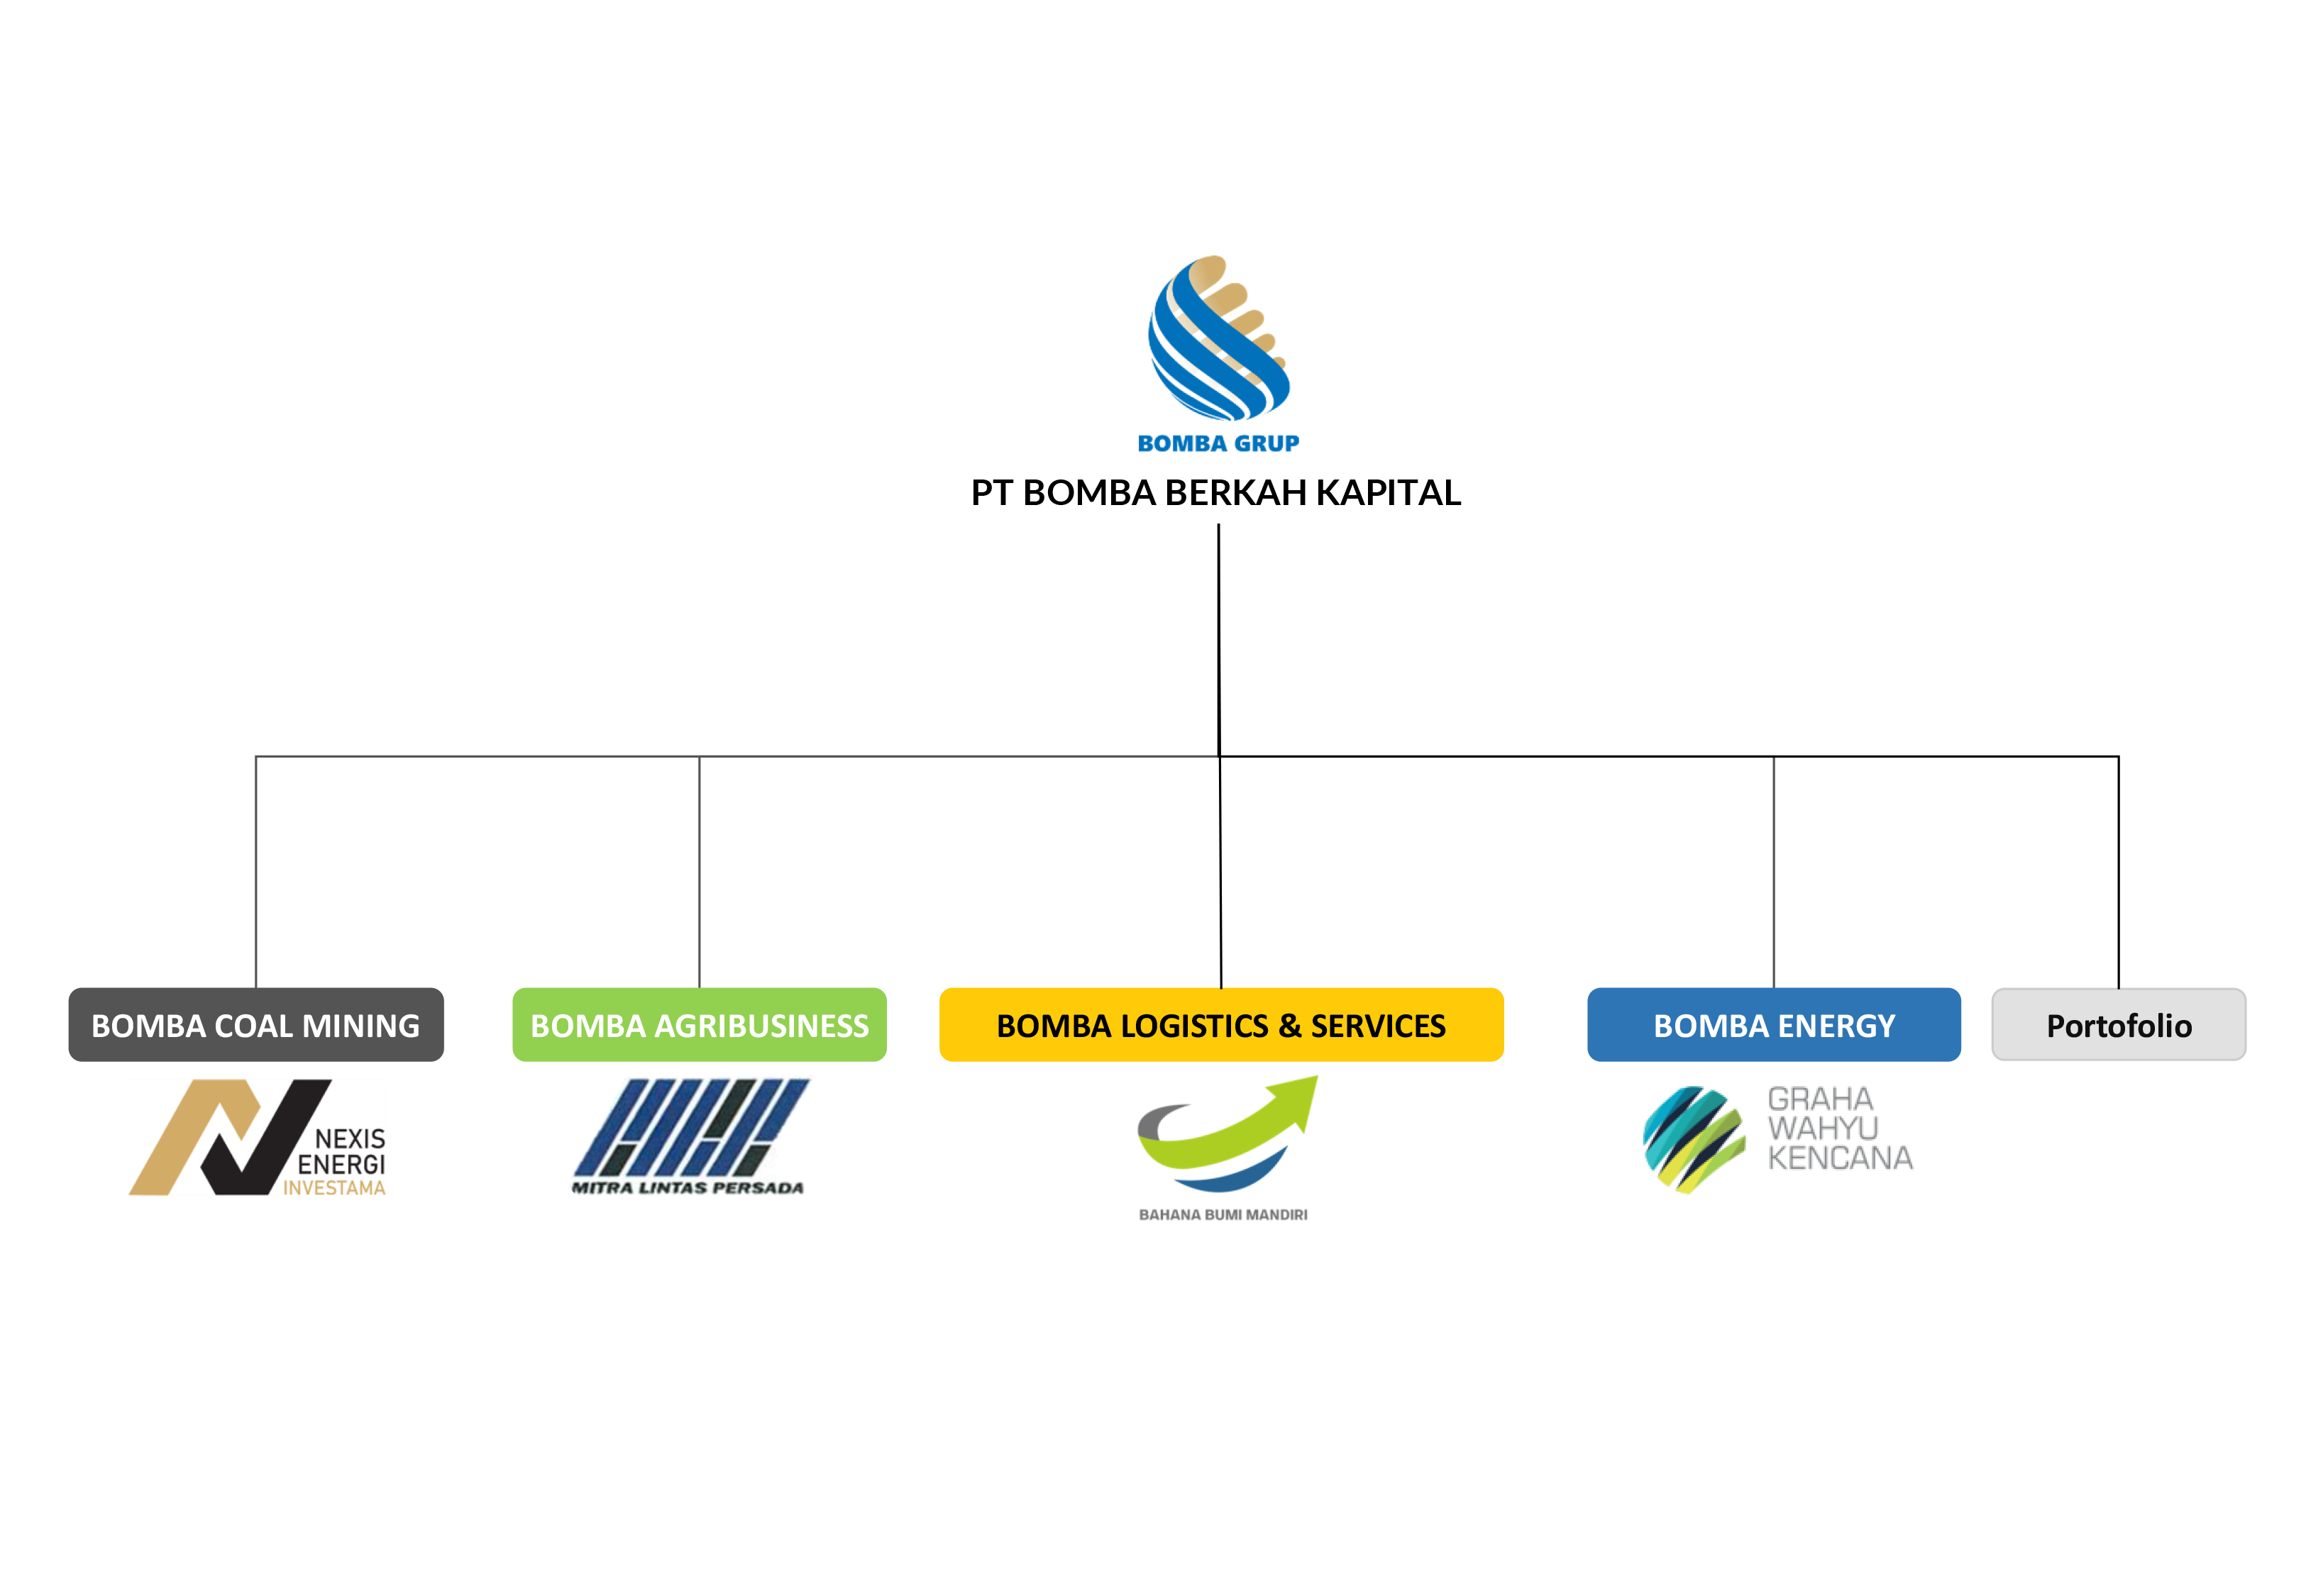 BOMBA GRUP
PT BOMBA BERKAH KAPITAL
BOMBA COAL MINING
BOMBA AGRIBUSINESS
BOMBA LOGISTICS & SERVICES
BOMBA ENERGY
Portofolio
NEXIS
ENERGI
INVESTAMA
MITRA LINTAS PERSADA
BAHANA BUMI MANDIRI
GRAHA
WAHYU
KENCANA